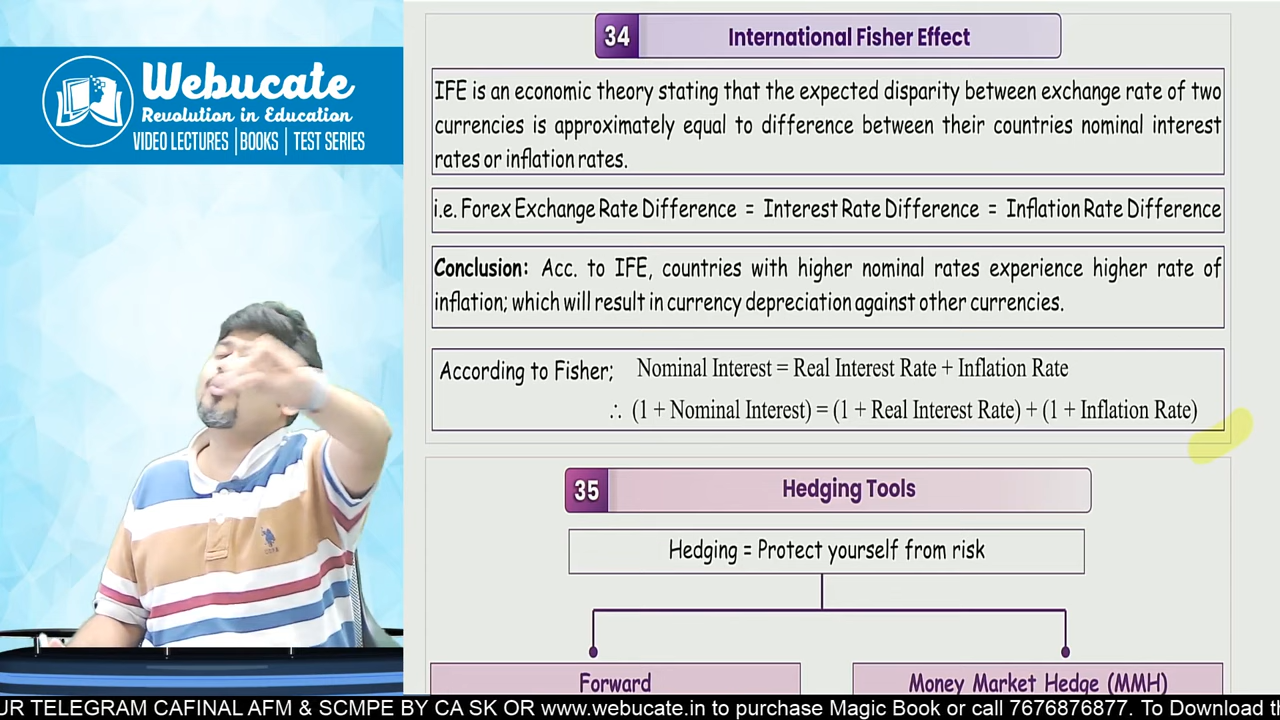 Webucate
Revolution in Education
VIDEO LECTURES | BOOKS | TEST SERIES
34 International Fisher Effect
IFE is an economic theory stating that the expected disparity between exchange rate of two
currencies is approximately equal to difference between their countries nominal interest
rates or inflation rates.
i.e. Forex Exchange Rate Difference = Interest Rate Difference = Inflation Rate Difference
Conclusion: Acc. to IFE, countries with higher nominal rates experience higher rate of
inflation; which will result in currency depreciation against other currencies.
According to Fisher; Nominal Interest = Real Interest Rate + Inflation Rate
∴ (1 + Nominal Interest) = (1 + Real Interest Rate) + (1 + Inflation Rate)
35 Hedging Tools
Hedging = Protect yourself from risk
Forward
Money Market Hedge (MMH)
UR TELEGRAM CAFINAL AFM & SCMPE BY CA SK OR www.webucate.in to purchase Magic Book or call 7676876877. To Download th